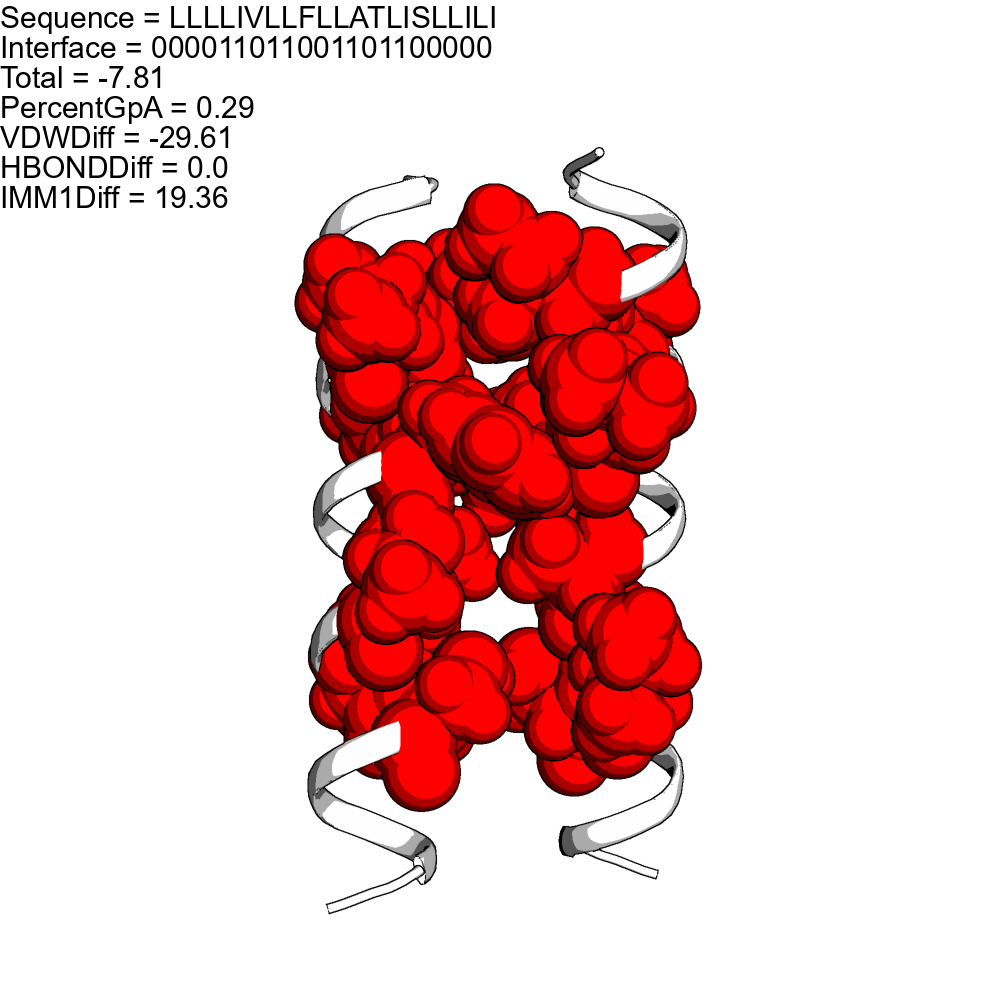 Sequence = LLLLIVLLFLLATLISLLILI
Interface = 000011011001101100000
Total = -7.81
PercentGpA = 0.29
VDWDiff = -29.61
HBONDDiff = 0.0
IMM1Diff = 19.36